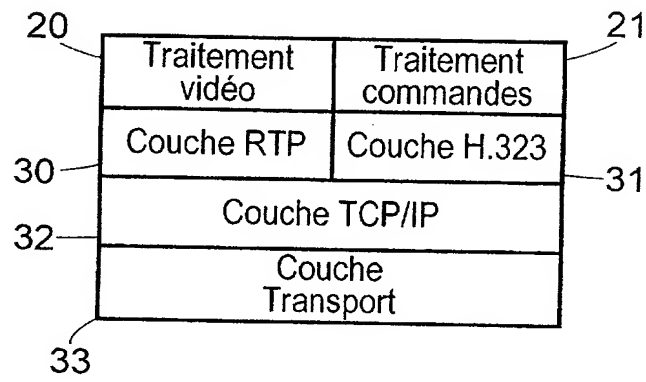 20
21
Traitement
vidéo
Traitement
commandes
Couche RTP
Couche H.323
30
31
Couche TCP/IP
32
Couche
Transport
33